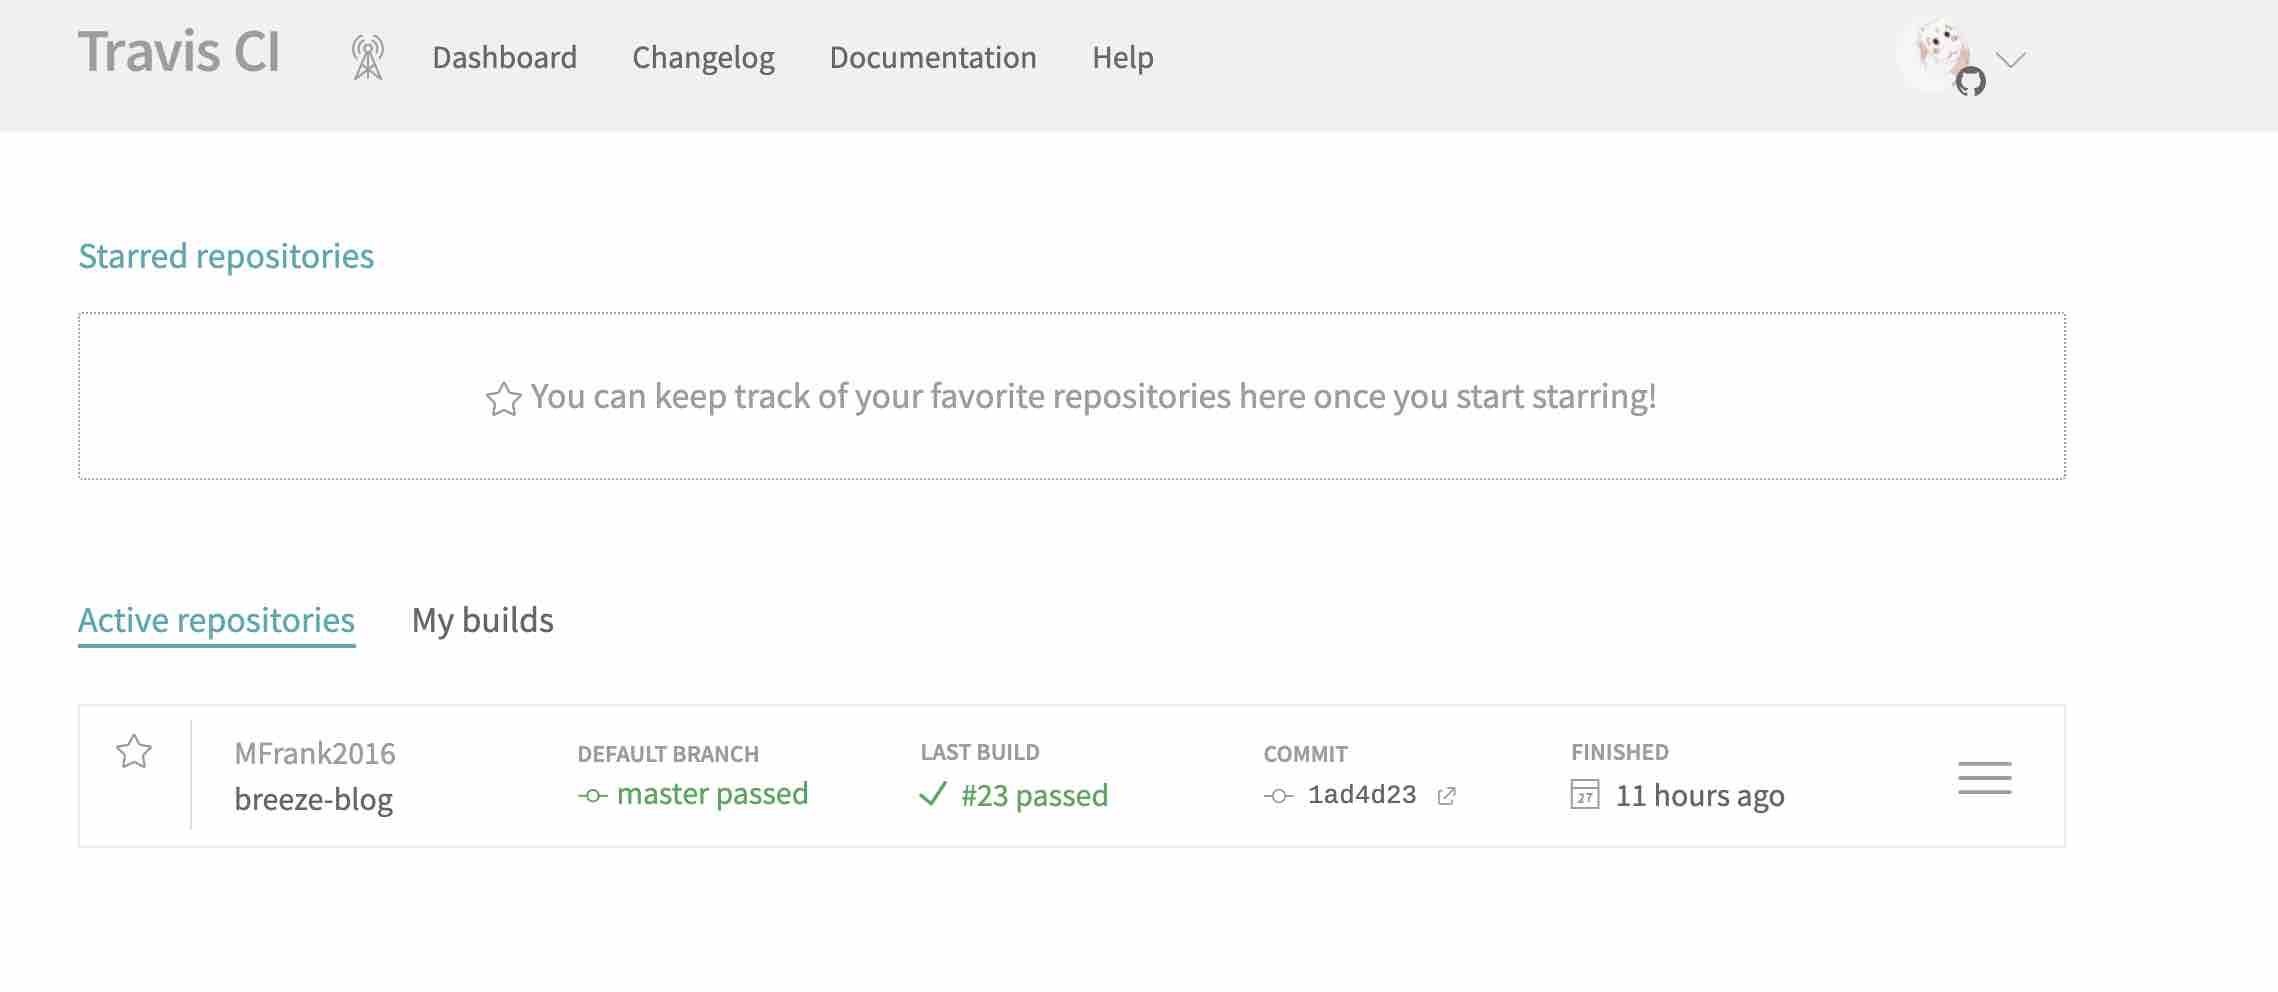 Travis CI Dashboard Changelog Documentation Help
Starred repositories
You can keep track of your favorite repositories here once you start starring!
Active repositories My builds
MFrank2016 DEFAULT BRANCH LAST BUILD COMMIT FINISHED
breeze-blog master passed #23 passed 1ad4d23 27 11 hours ago